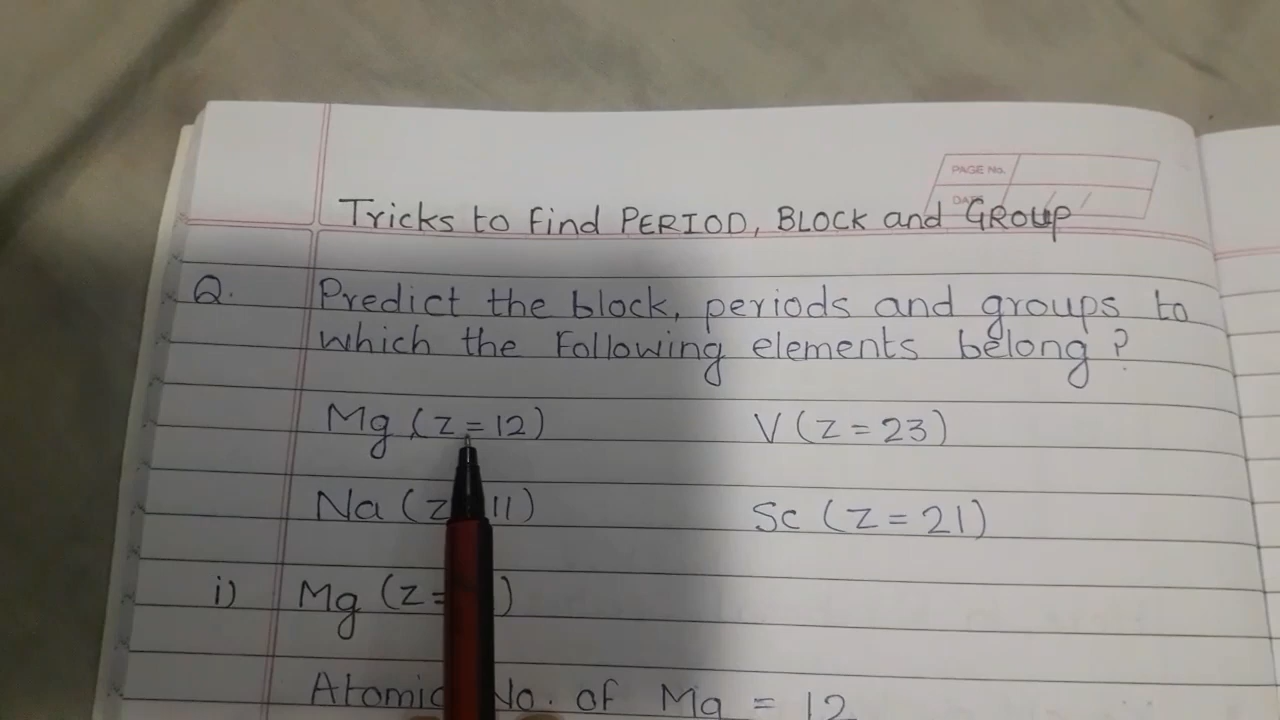 PAGE No.
DATE
Tricks to find PERIOD, BLOCK and GROUP
Q. Predict the block, periods and groups to
which the following elements belong?
Mg (Z=12) V (Z=23)
Na (Z 11) Sc (Z=21)
i) Mg (Z= )
Atomic No. of Mg = 12